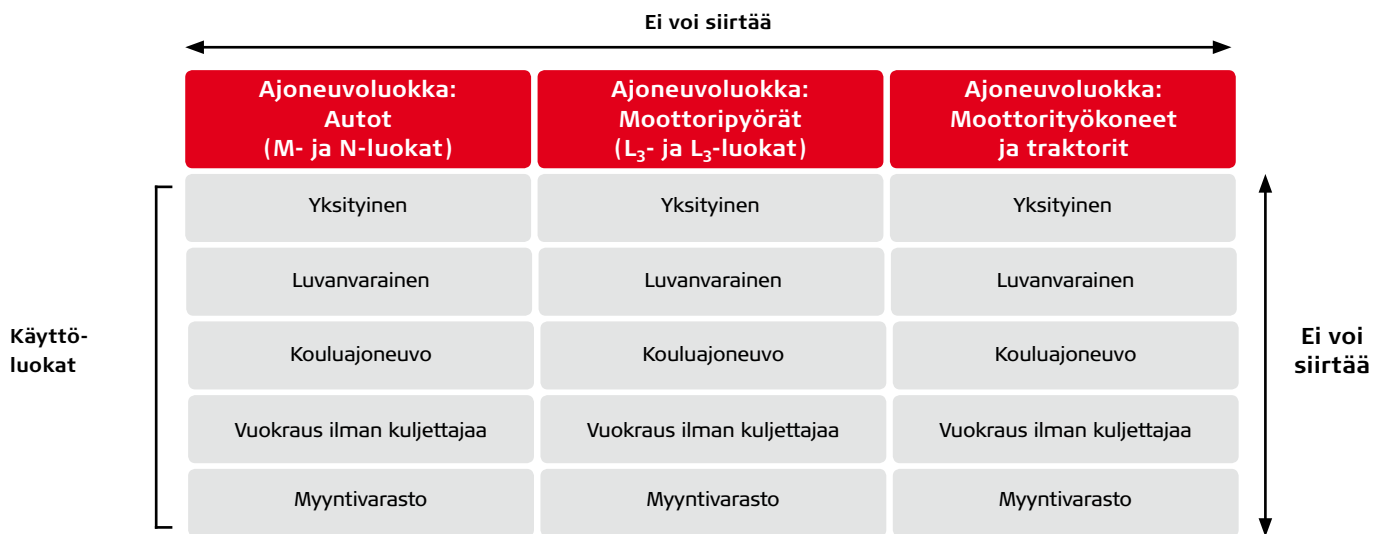 Ei voi siirtää
Ajoneuvoluokka:
Autot
(M- ja N-luokat)
Ajoneuvoluokka:
Moottoripyörät
(L₃- ja L₃-luokat)
Ajoneuvoluokka:
Moottorityökoneet
ja traktorit
Käyttö-
luokat
Yksityinen
Yksityinen
Yksityinen
Luvanvarainen
Luvanvarainen
Luvanvarainen
Kouluajoneuvo
Kouluajoneuvo
Kouluajoneuvo
Vuokraus ilman kuljettajaa
Vuokraus ilman kuljettajaa
Vuokraus ilman kuljettajaa
Myyntivarasto
Myyntivarasto
Myyntivarasto
Ei voi
siirtää